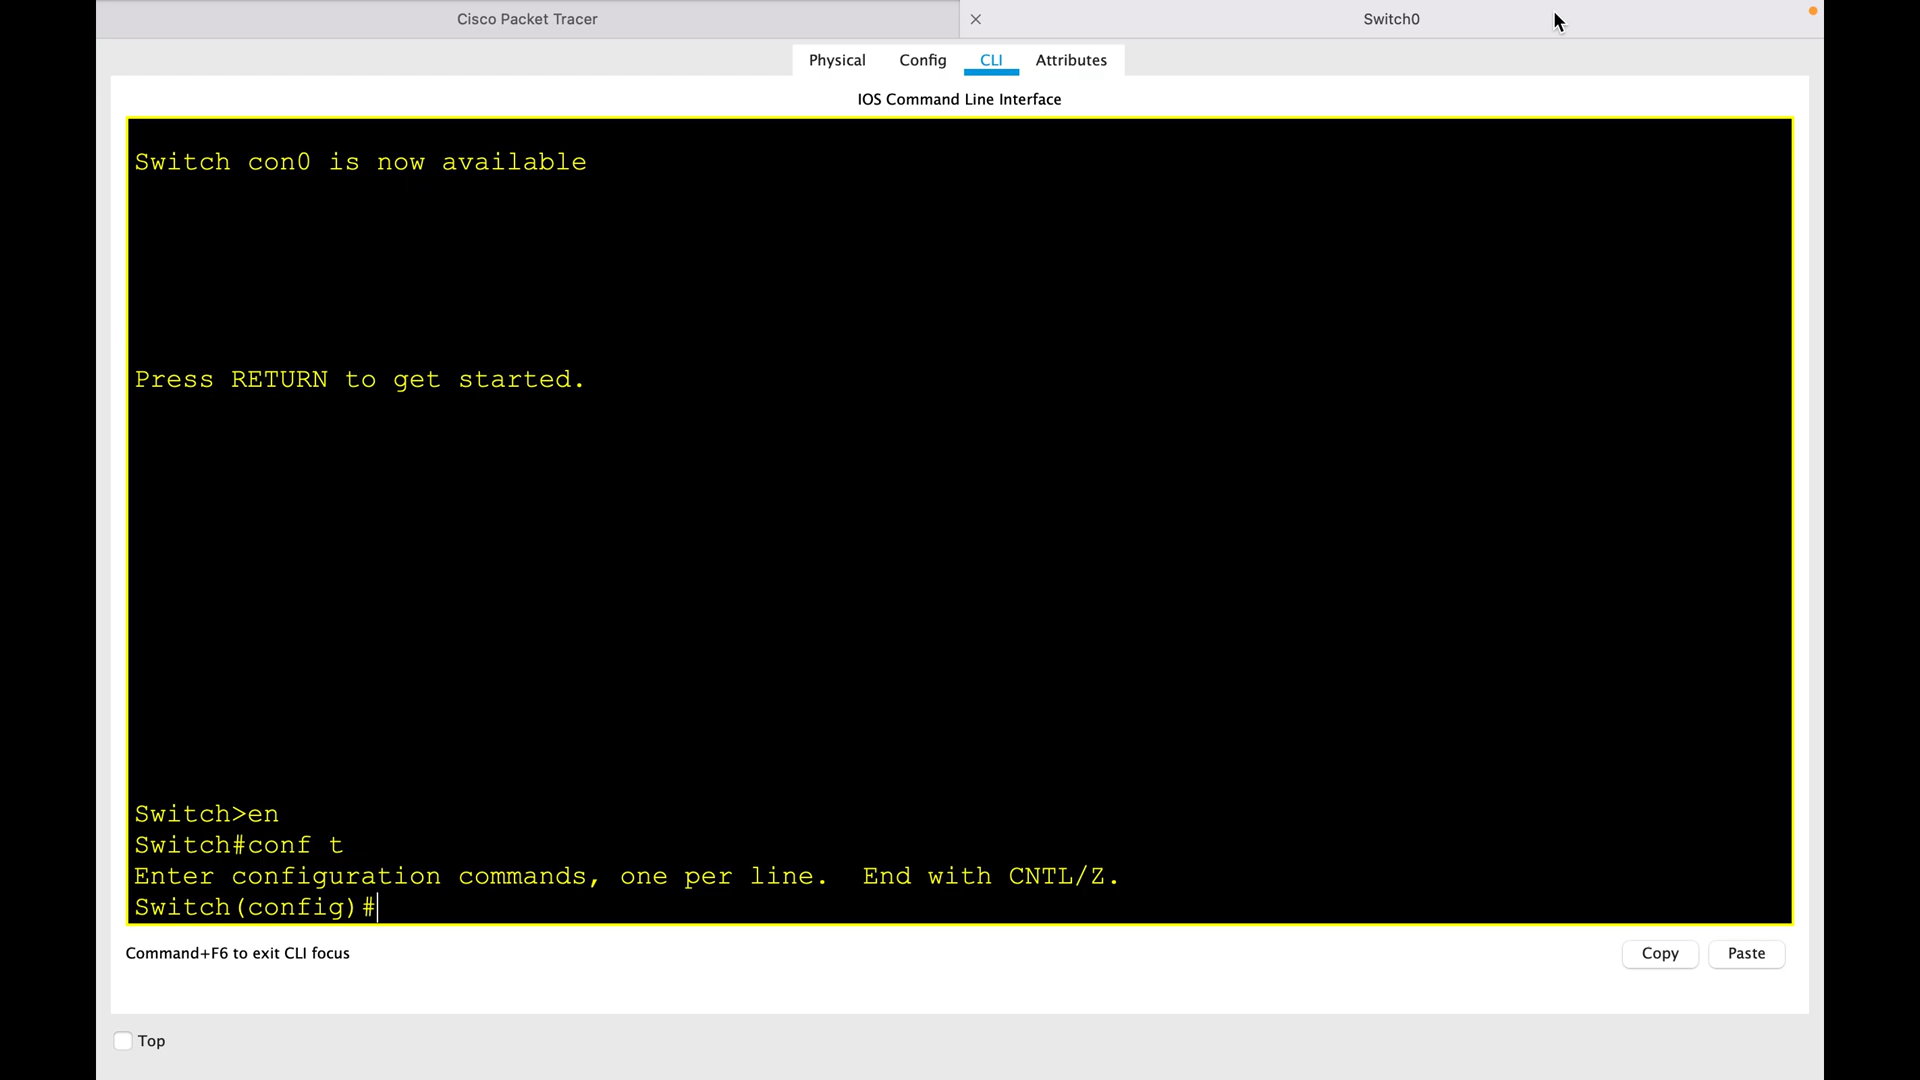 Cisco Packet Tracer
Switch0
Physical Config CLI Attributes
IOS Command Line Interface
Switch con0 is now available
Press RETURN to get started.
Switch>en
Switch#conf t
Enter configuration commands, one per line.  End with CNTL/Z.
Switch(config)#
Command+F6 to exit CLI focus
Copy Paste
Top